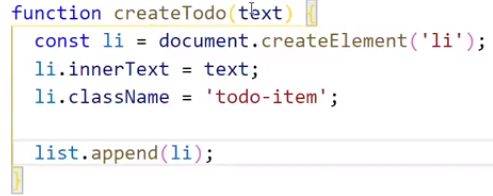 function createTodo(text) {
  const li = document.createElement('li');
  li.innerText = text;
  li.className = 'todo-item';

  list.append(li);
}